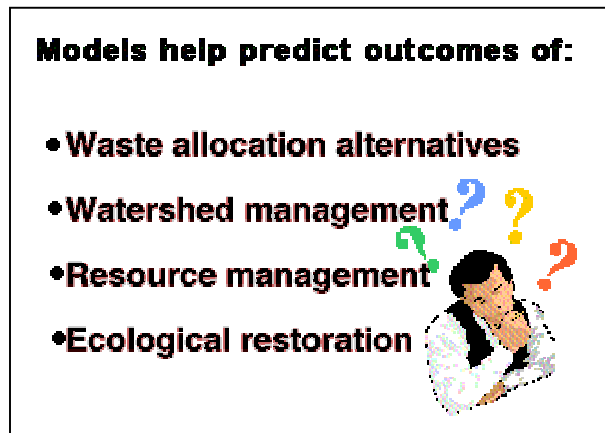 Models help predict outcomes of:
•Waste allocation alternatives
•Watershed management
•Resource management
•Ecological restoration
? ? ? ?